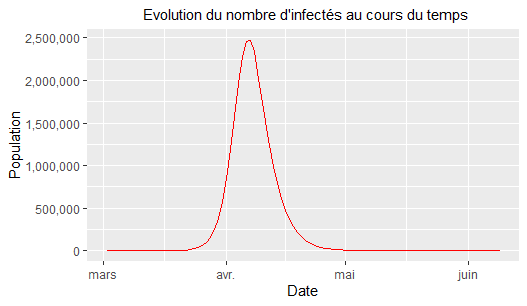 Evolution du nombre d'infectés au cours du temps
2,500,000
2,000,000
1,500,000
1,000,000
500,000
0
Population
mars avr. mai juin
Date